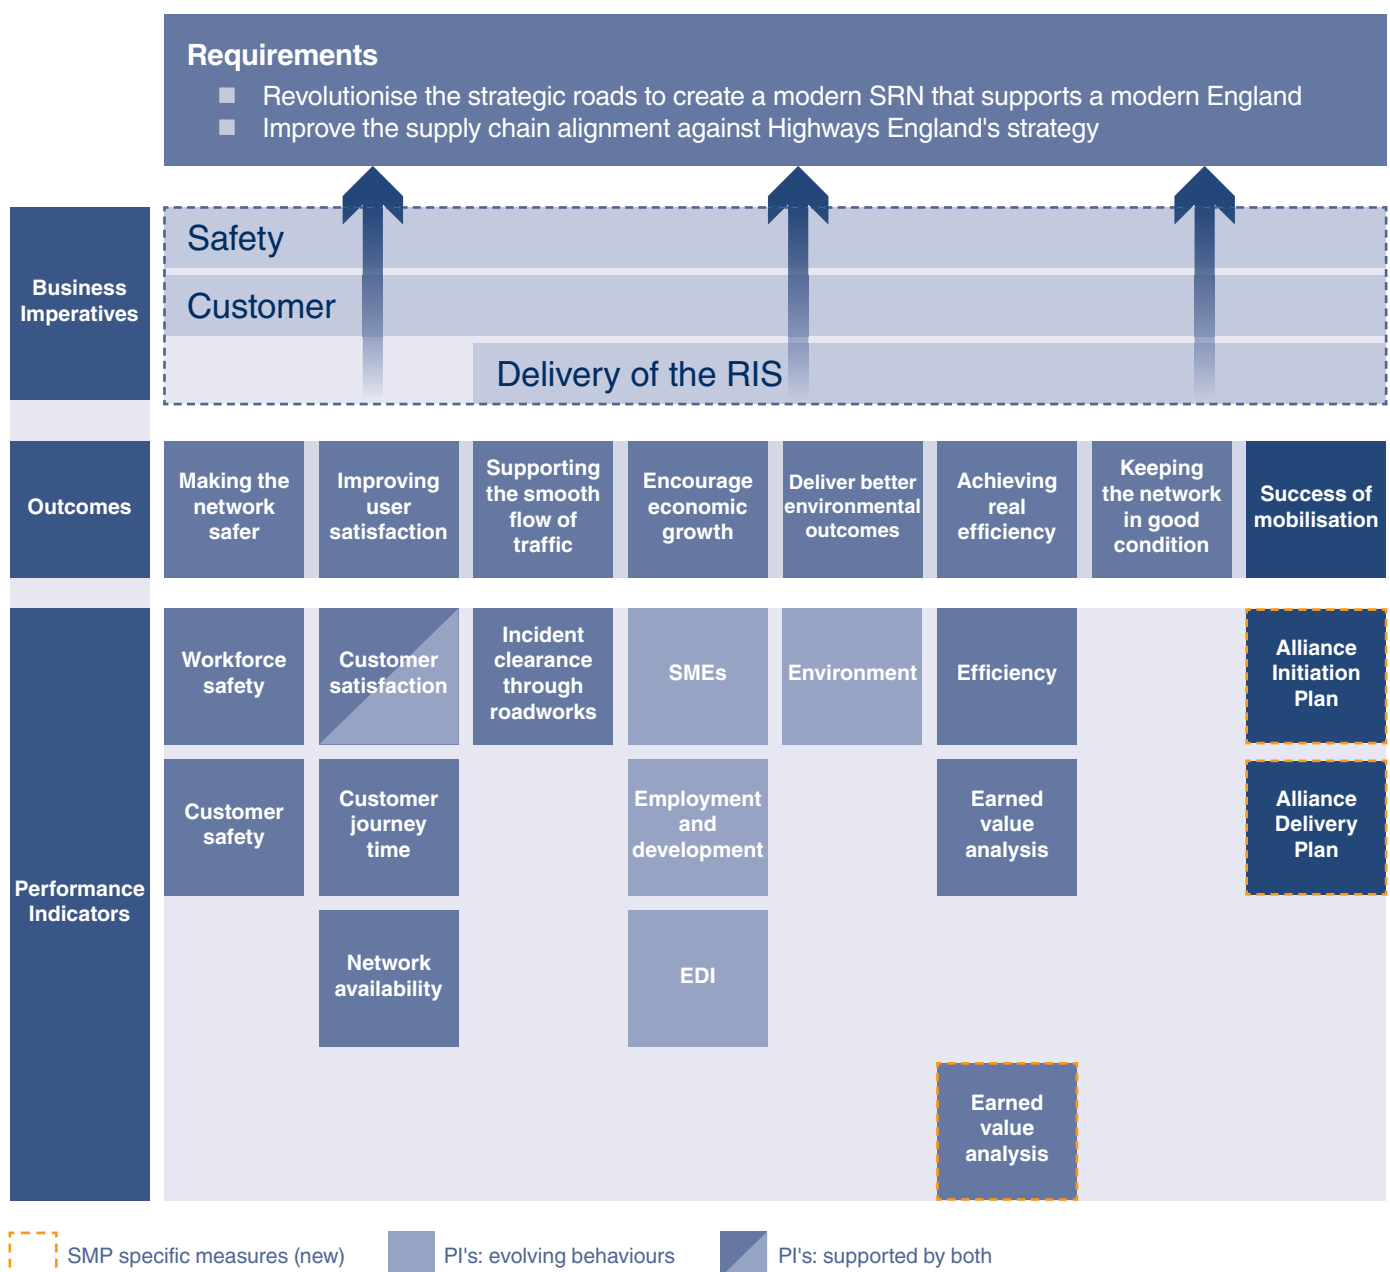 Requirements
Revolutionise the strategic roads to create a modern SRN that supports a modern England
Improve the supply chain alignment against Highways England's strategy
Business
Imperatives
Safety
Customer
Delivery of the RIS
Outcomes
Making the
network
safer
Improving
user
satisfaction
Supporting
the smooth
flow of
traffic
Encourage
economic
growth
Deliver better
environmental
outcomes
Achieving
real
efficiency
Keeping
the network
in good
condition
Success of
mobilisation
Performance
Indicators
Workforce
safety
Customer
satisfaction
Incident
clearance
through
roadworks
SMEs
Environment
Efficiency
Alliance
Initiation
Plan
Customer
safety
Customer
journey
time
Employment
and
development
Earned
value
analysis
Alliance
Delivery
Plan
Network
availability
EDI
Earned
value
analysis
SMP specific measures (new)
PI's: evolving behaviours
PI's: supported by both